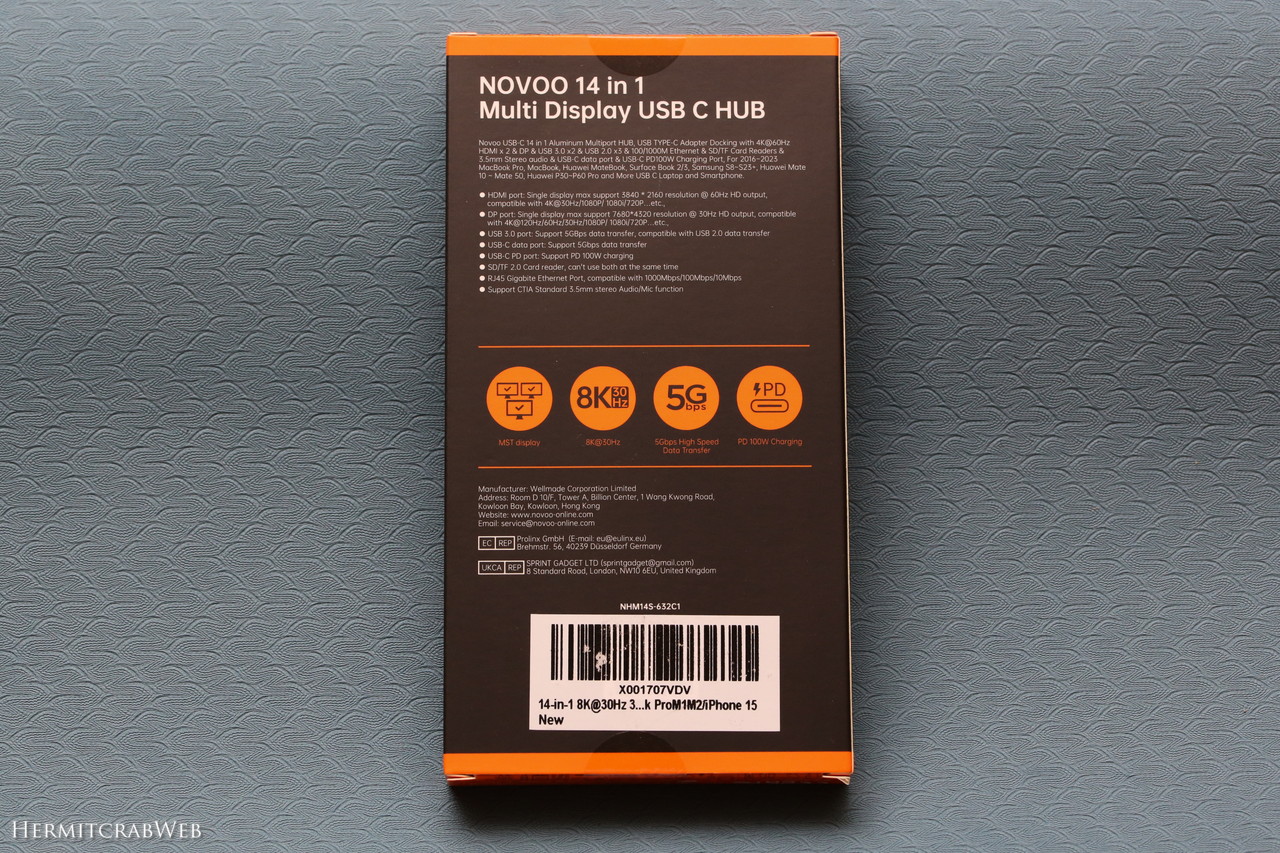 NOVOO 14 in 1
Multi Display USB C HUB
Novoo USB-C 14 in 1 Aluminum Multiport HUB, USB TYPE-C Adapter Docking with 4K@60Hz
HDMI x 2 & DP & USB 3.0 x2 & USB 2.0 x3 & 100/1000M Ethernet & SD/TF Card Readers &
3.5mm Stereo audio & USB-C data port & USB-C PD100W Charging Port, For 2016~2023
MacBook Pro, MacBook, Huawei MateBook, Surface Book 2/3, Samsung S8~S23+, Huawei Mate
10 ~ Mate 50, Huawei P30~P60 Pro and More USB C Laptop and Smartphone.
● HDMI port: Single display max support 3840 * 2160 resolution @ 60Hz HD output,
compatible with 4K@30Hz/1080P/ 1080i/720P...etc.,
● DP port: Single display max support 7680*4320 resolution @ 30Hz HD output, compatible
with 4K@120Hz/60Hz/30Hz/1080P/ 1080i/720P...etc.,
● USB 3.0 port: Support 5GBps data transfer, compatible with USB 2.0 data transfer
● USB-C data port: Support 5Gbps data transfer
● USB-C PD port: Support PD 100W charging
● SD/TF 2.0 Card reader, can't use both at the same time
● RJ45 Gigabite Ethernet Port, compatible with 1000Mbps/100Mbps/10Mbps
● Support CTIA Standard 3.5mm stereo Audio/Mic function
8K 30 Hz
5G bps
PD
MST display
8K@30Hz
5Gbps High Speed
Data Transfer
PD 100W Charging
Manufacturer: Wellmade Corporation Limited
Address: Room D 10/F, Tower A, Billion Center, 1 Wang Kwong Road,
Kowloon Bay, Kowloon, Hong Kong
Website: www.novoo-online.com
Email: service@novoo-online.com
EC REP Prolinx GmbH (E-mail: eu@eulinx.eu)
Brehmstr. 56, 40239 Düsseldorf Germany
UKCA REP SPRINT GADGET LTD (sprintgadget@gmail.com)
8 Standard Road, London, NW10 6EU, United Kingdom
NHM14S-632C1
X001707VDV
14-in-1 8K@30Hz 3...k ProM1M2/iPhone 15
New
HermitcrabWeb